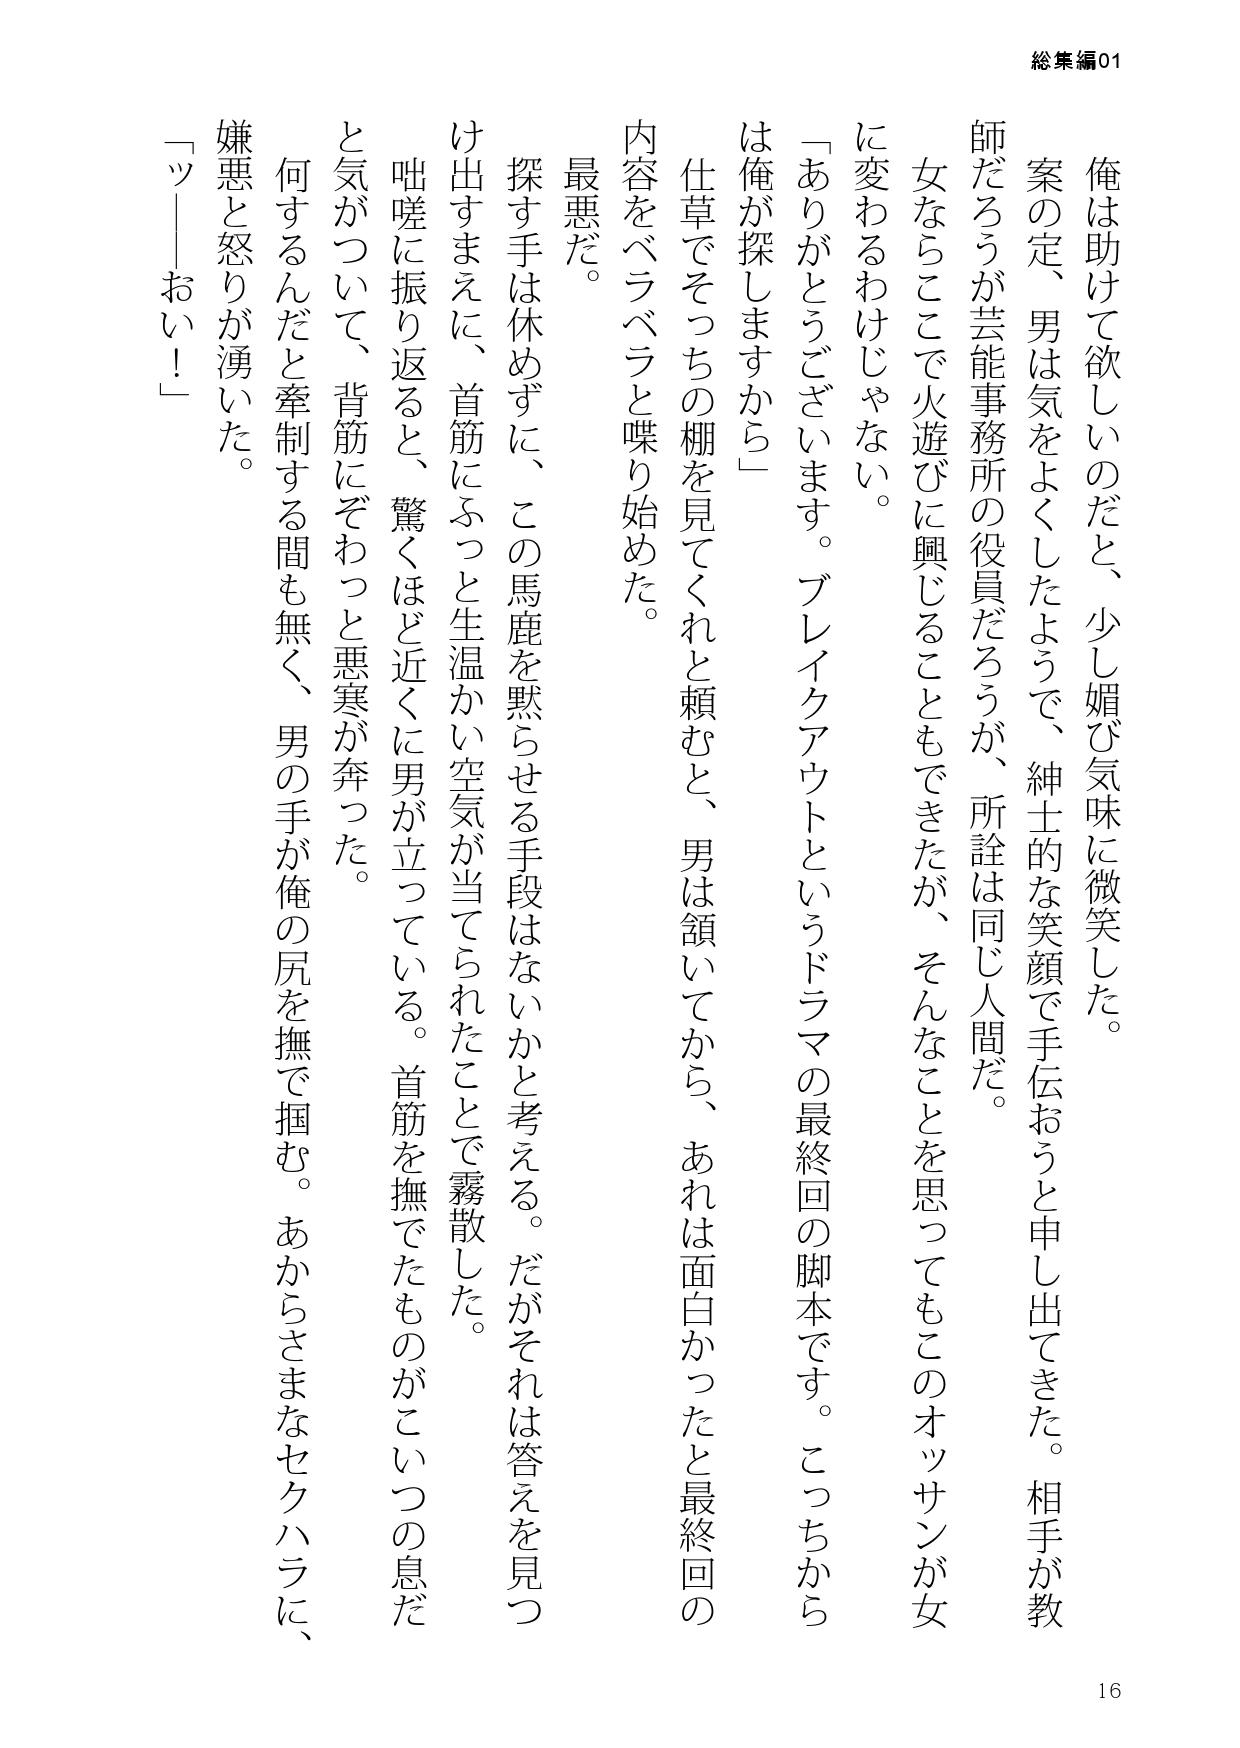 総集編01
俺は助けて欲しいのだと、少し媚び気味に微笑した。
案の定、男は気をよくしたようで、紳士的な笑顔で手伝おうと申し出てきた。相手が教
師だろうが芸能事務所の役員だろうが、所詮は同じ人間だ。
女ならここで火遊びに興じることもできたが、そんなことを思ってもこのオッサンが女
に変わるわけじゃない。
「ありがとうございます。ブレイクアウトというドラマの最終回の脚本です。こっちから
は俺が探しますから」
仕草でそっちの棚を見てくれと頼むと、男は頷いてから、あれは面白かったと最終回の
内容をベラベラと喋り始めた。
最悪だ。
探す手は休めずに、この馬鹿を黙らせる手段はないかと考える。だがそれは答えを見つ
け出すまえに、首筋にふっと生温かい空気が当てられたことで霧散した。
咄嗟に振り返ると、驚くほど近くに男が立っている。首筋を撫でたものがこいつの息だ
と気がついて、背筋にぞわっと悪寒が奔った。
何するんだと牽制する間も無く、男の手が俺の尻を撫で掴む。あからさまなセクハラに、
嫌悪と怒りが湧いた。
「ッ――おい！」
16